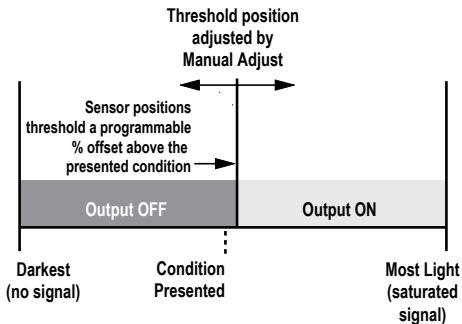 Threshold position
adjusted by
Manual Adjust
Sensor positions
threshold a programmable
% offset above the
presented condition
Output OFF
Output ON
Darkest
(no signal)
Condition
Presented
Most Light
(saturated
signal)